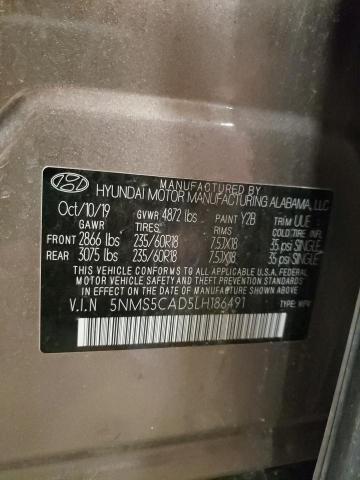 MANUFACTURED BY
HYUNDAI MOTOR MANUFACTURING ALABAMA, LLC
Oct/10/19 GVWR 4872 lbs PAINT Y2B TRIM UUE
GAWR TIRES RIMS COLD TIRE INFL.
FRONT 2866 lbs 235/60R18 7.5JX18 35 psi SINGLE
REAR 3075 lbs 235/60R18 7.5JX18 35 psi SINGLE
THIS VEHICLE CONFORMS TO ALL APPLICABLE FEDERAL
MOTOR VEHICLE SAFETY AND THEFT PREVENTION STANDARDS
IN EFFECT ON THE DATE OF MANUFACTURE SHOWN ABOVE.
V.I.N 5NMS5CAD5LH186491 TYPE: MPV